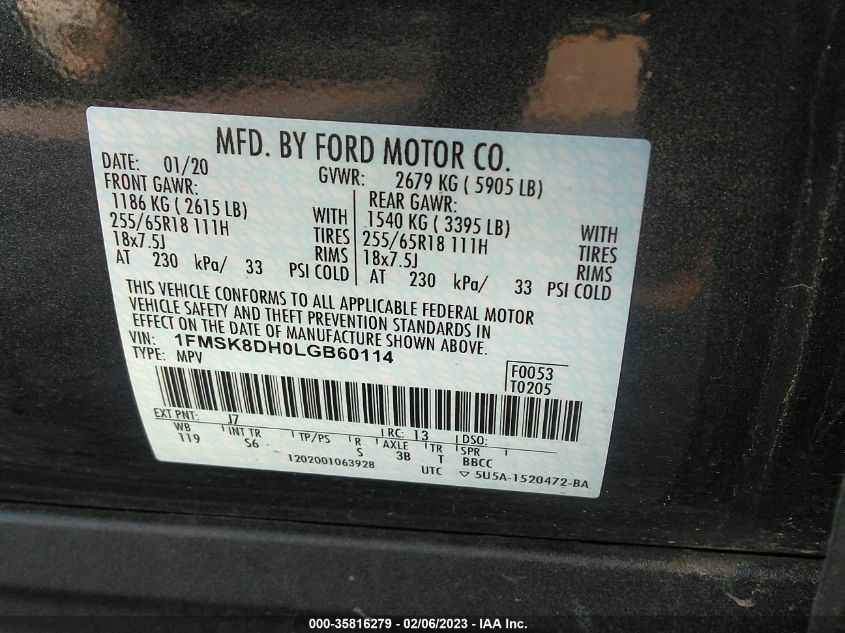 MFD. BY FORD MOTOR CO.
DATE: 01/20 GVWR: 2679 KG ( 5905 LB)
FRONT GAWR: REAR GAWR:
1186 KG ( 2615 LB) WITH 1540 KG ( 3395 LB) WITH
255/65R18 111H TIRES 255/65R18 111H TIRES
18x7.5J RIMS 18x7.5J RIMS
AT 230 kPa/ 33 PSI COLD AT 230 kPa/ 33 PSI COLD
THIS VEHICLE CONFORMS TO ALL APPLICABLE FEDERAL MOTOR
VEHICLE SAFETY AND THEFT PREVENTION STANDARDS IN
EFFECT ON THE DATE OF MANUFACTURE SHOWN ABOVE.
VIN: 1FMSK8DH0LGB60114
TYPE: MPV
F0053
T0205
EXT PNT: J7 RC: 13 DSO:
WB INT TR TP/PS R AXLE TR SPR
119 S6 S 3B T BBCC
1202001063928 UTC ▽ 5U5A-1520472-BA
000-35816279 - 02/06/2023 - IAA Inc.